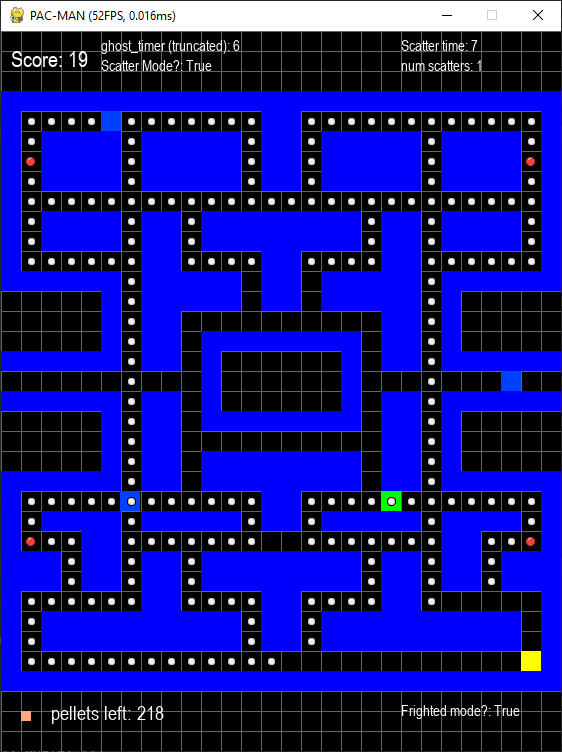 PAC-MAN (52FPS, 0.016ms)
Score: 19
ghost_timer (truncated): 6
Scatter Mode?: True
Scatter time: 7
num scatters: 1
pellets left: 218
Frighted mode?: True